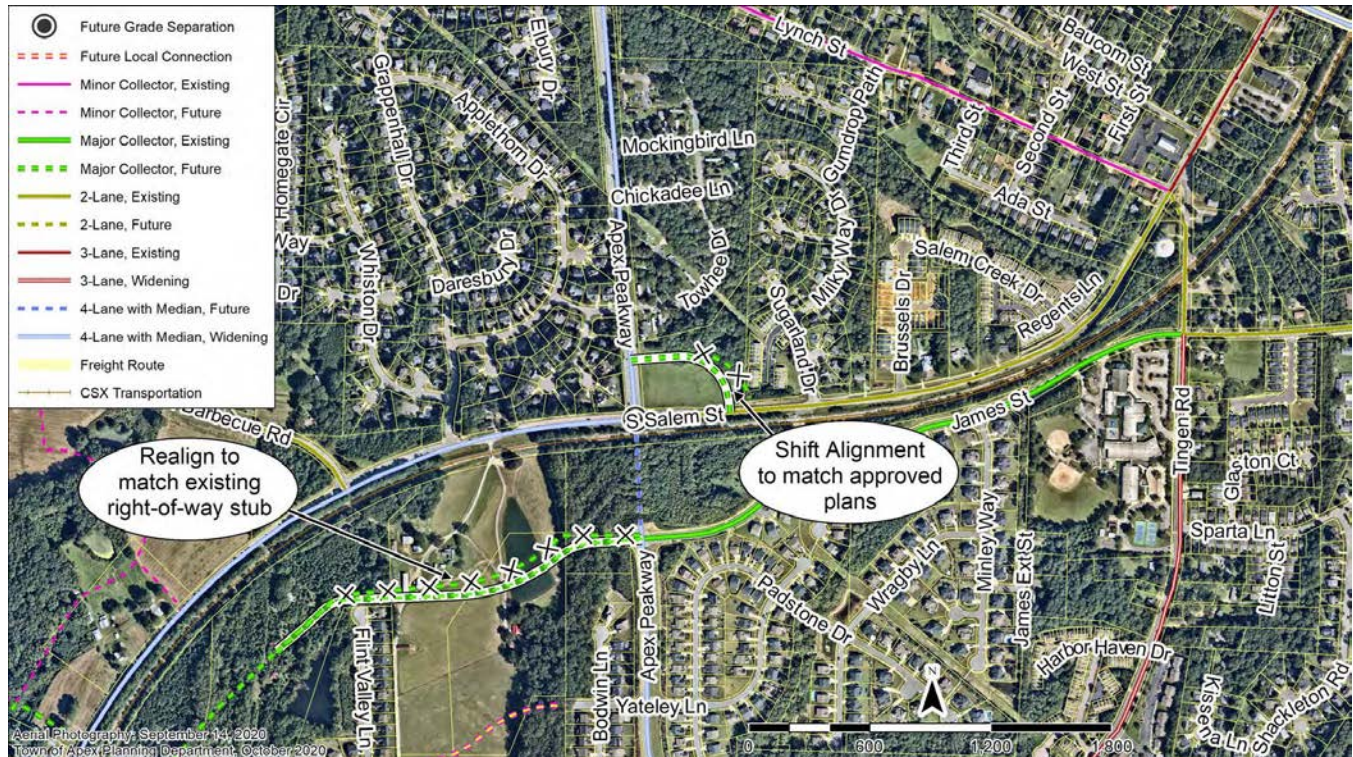 Future Grade Separation
Future Local Connection
Minor Collector, Existing
Minor Collector, Future
Major Collector, Existing
Major Collector, Future
2-Lane, Existing
2-Lane, Future
3-Lane, Existing
3-Lane, Widening
4-Lane with Median, Future
4-Lane with Median, Widening
Freight Route
CSX Transportation
Homegate Cir
Vay
Dr
Grappenhall Dr
Applethorn Dr
Elbury Dr
Whiston Dr
Daresbury Dr
Apex Peakway
Mockingbird Ln
Chickadee Ln
Towhee Dr
Lynch St
Gumdrop Path
Milky Way Dr
Sugarland Dr
Baucom St
West St
First St
Second St
Third St
Ada St
Brussels Dr
Salem Creek Dr
Regents Ln
Barbecue Rd
S Salem St
James St
Tingen Rd
Realign to
match existing
right-of-way stub
Shift Alignment
to match approved
plans
Flint Valley Ln
Bodwin Ln
Apex Peakway
Yateley Ln
Padstone Dr
Wragby Ln
Minley Way
James Ext St
Harbor Haven Dr
Glaston Ct
Sparta Ln
Litton St
Kissena Ln
Shackleton Rd
N
0 600 1,200 1,800
Aerial Photography: September 14, 2020
Town of Apex Planning Department, October 2020